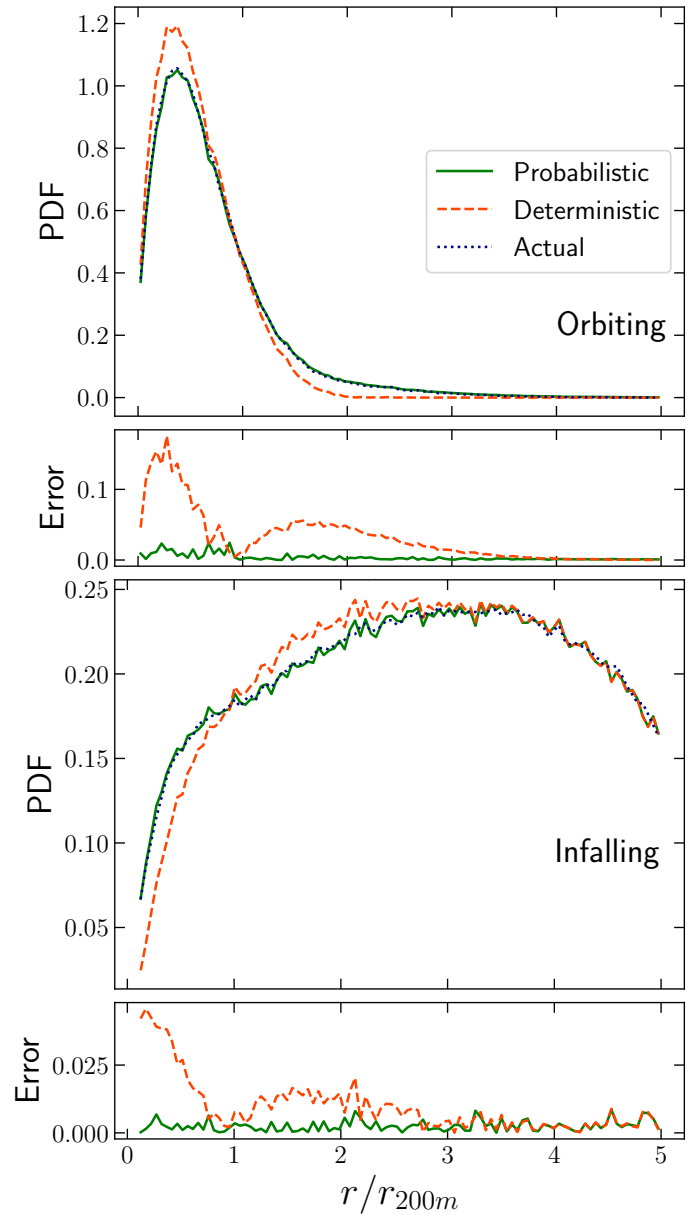 1.2
1.0
0.8
0.6
0.4
0.2
0.0
PDF
Probabilistic
Deterministic
Actual
Orbiting
0.1
0.0
Error
0.25
0.20
0.15
0.10
0.05
PDF
Infalling
0.025
0.000
Error
0 1 2 3 4 5
r/r200m